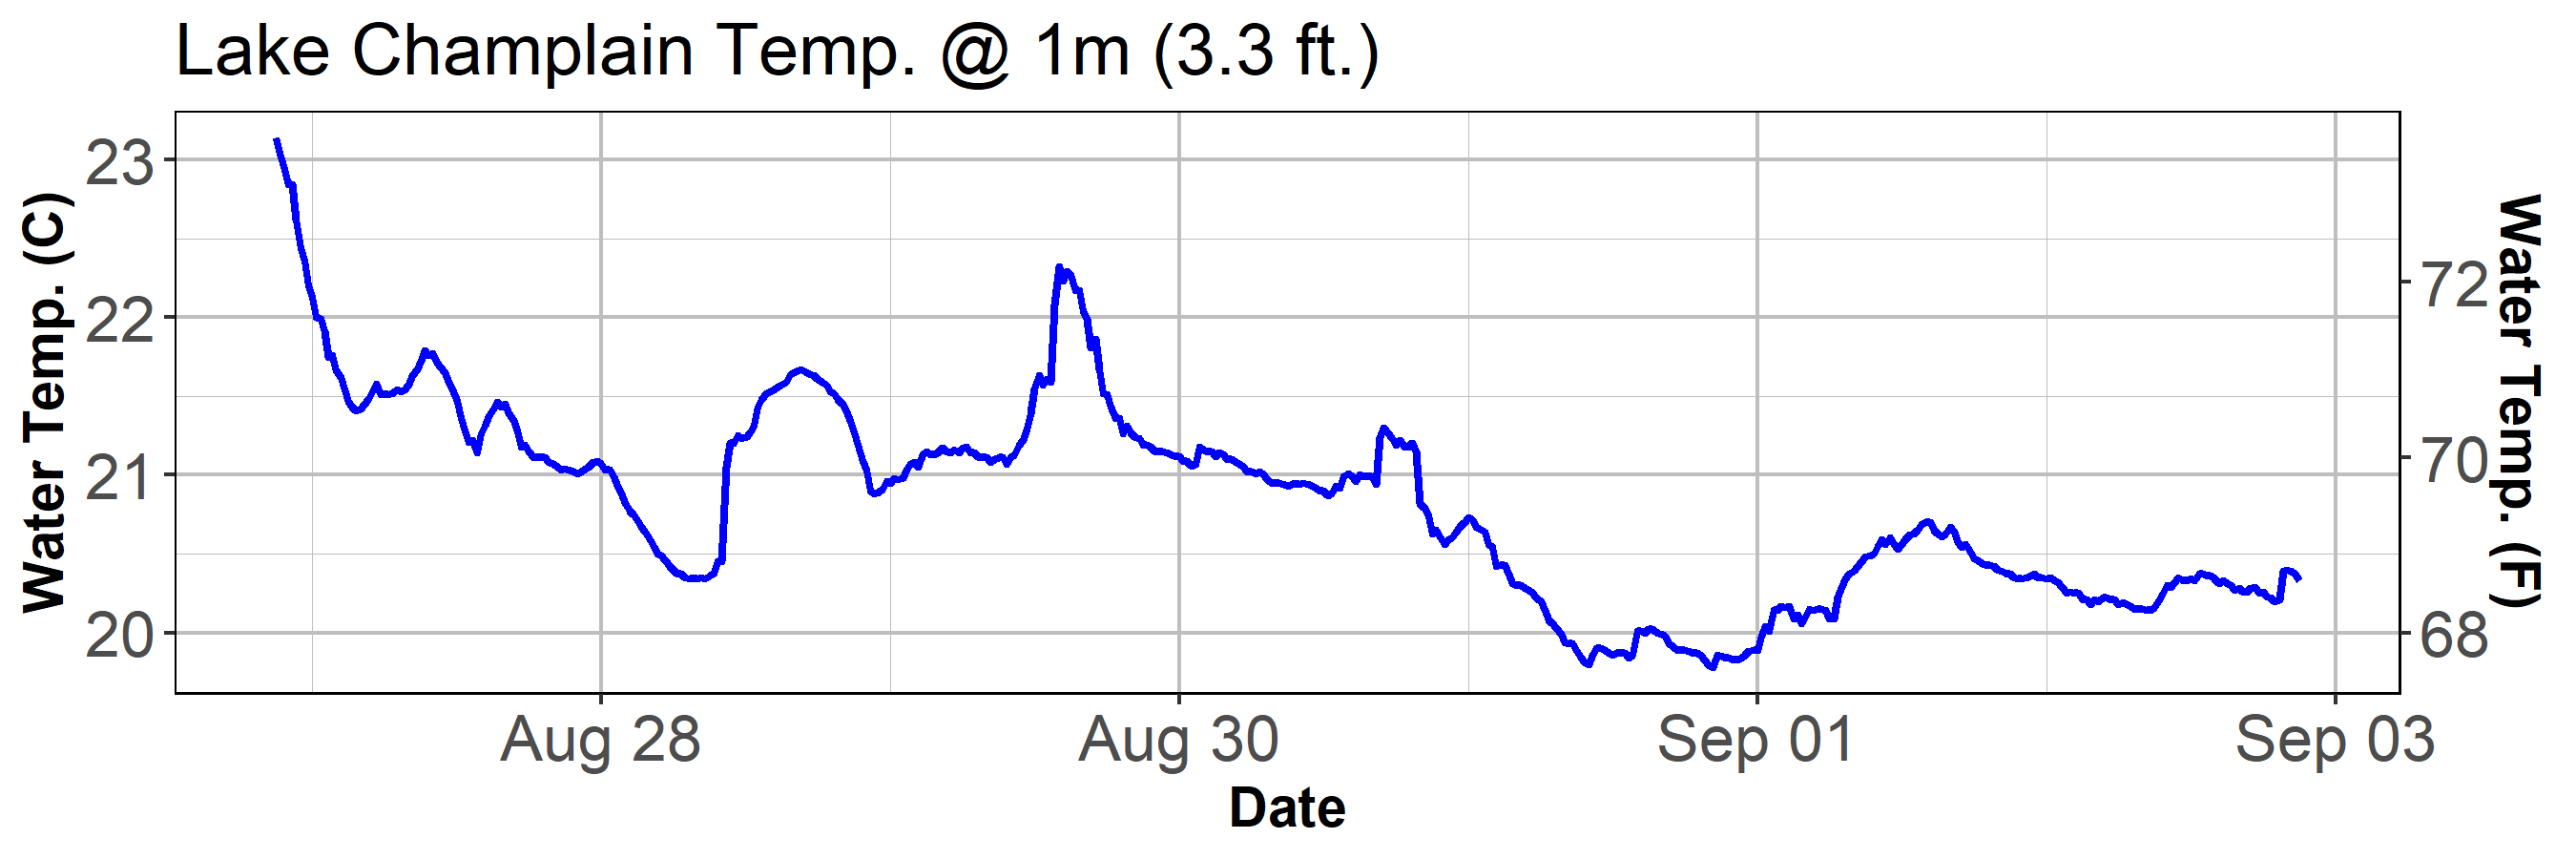 Lake Champlain Temp. @ 1m (3.3 ft.)
Water Temp. (C)
23
22
21
20
72
70
68
Water Temp. (F)
Aug 28
Aug 30
Sep 01
Sep 03
Date